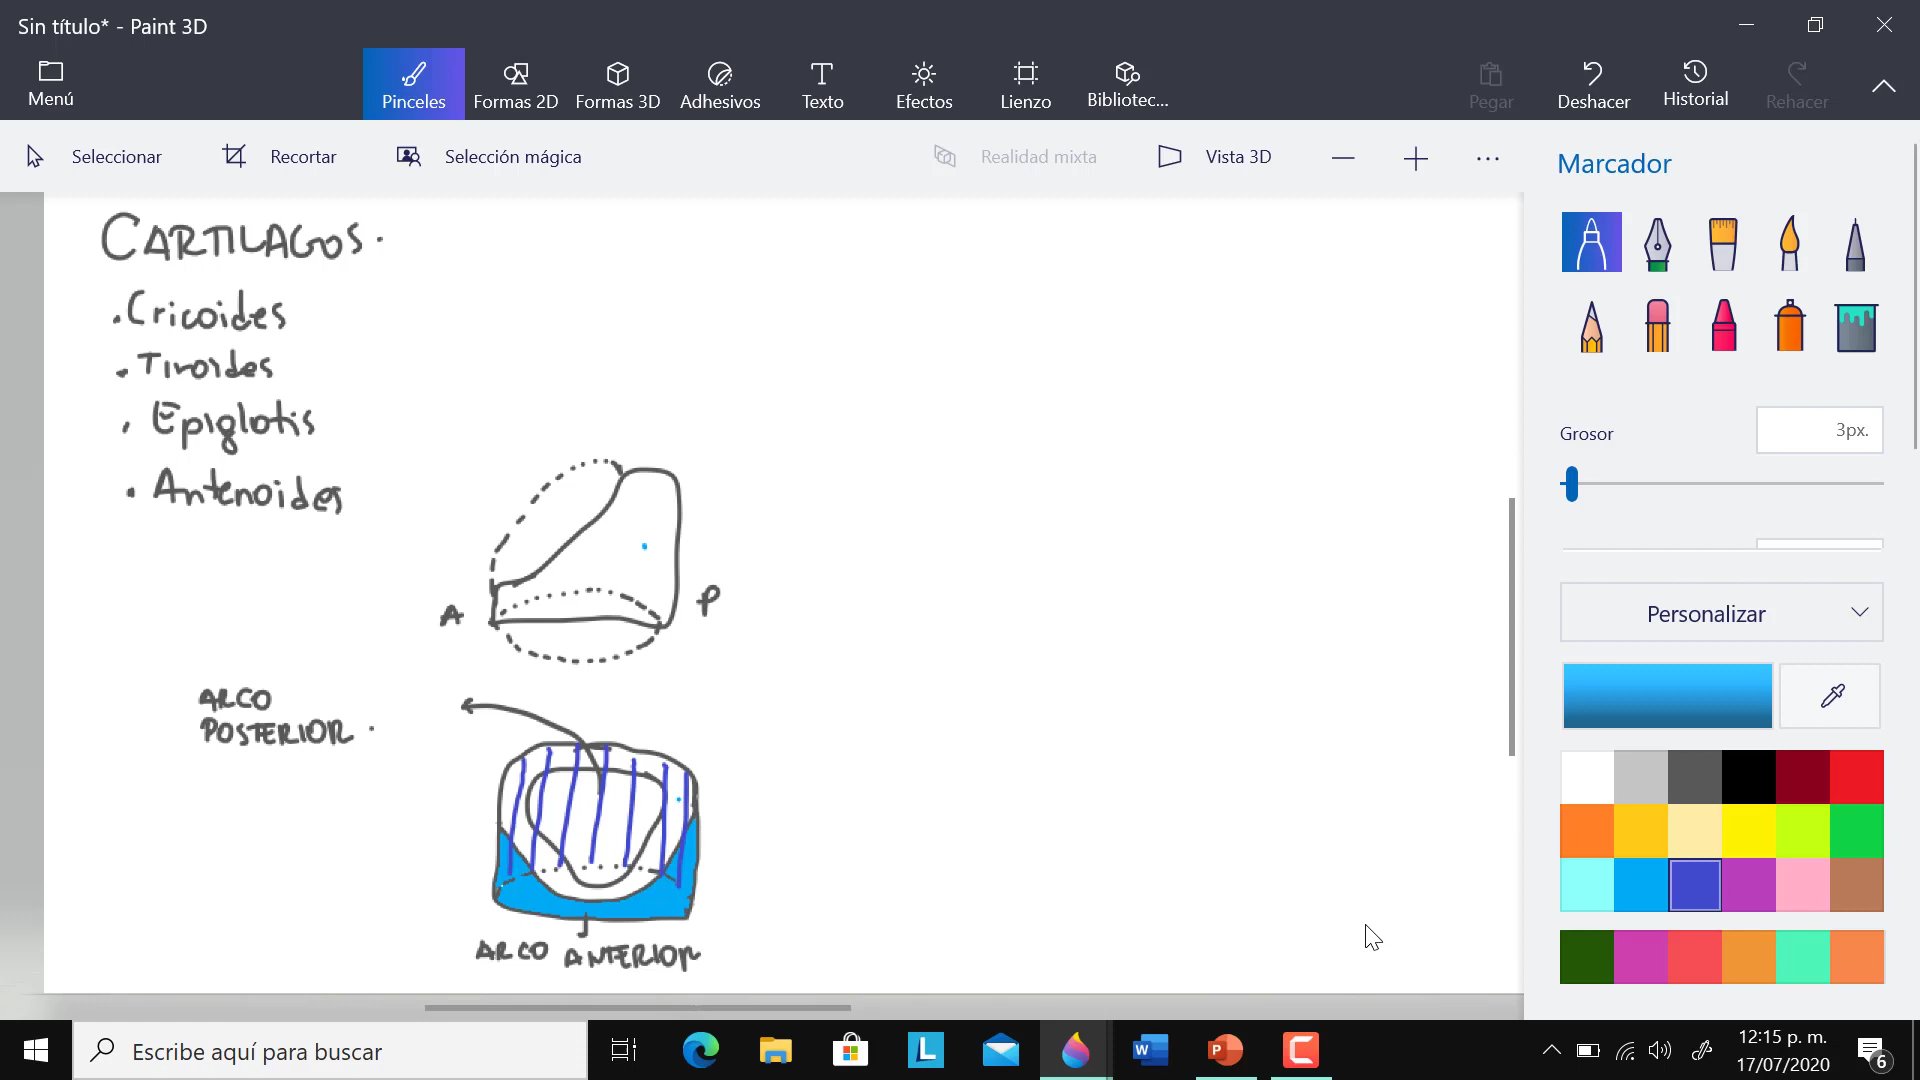 Sin título* - Paint 3D
Menú
Pinceles
Formas 2D
Formas 3D
Adhesivos
Texto
Efectos
Lienzo
Bibliotec...
Pegar
Deshacer
Historial
Rehacer
Seleccionar
Recortar
Selección mágica
Realidad mixta
Vista 3D
Marcador
CARTILAGOS.
. Cricoides
. Tiroides
. Epiglotis
. Aritenoides
A
P
ARCO
POSTERIOR.
ARCO ANTERIOR
Grosor
3px.
Personalizar
Escribe aquí para buscar
12:15 p. m.
17/07/2020
6